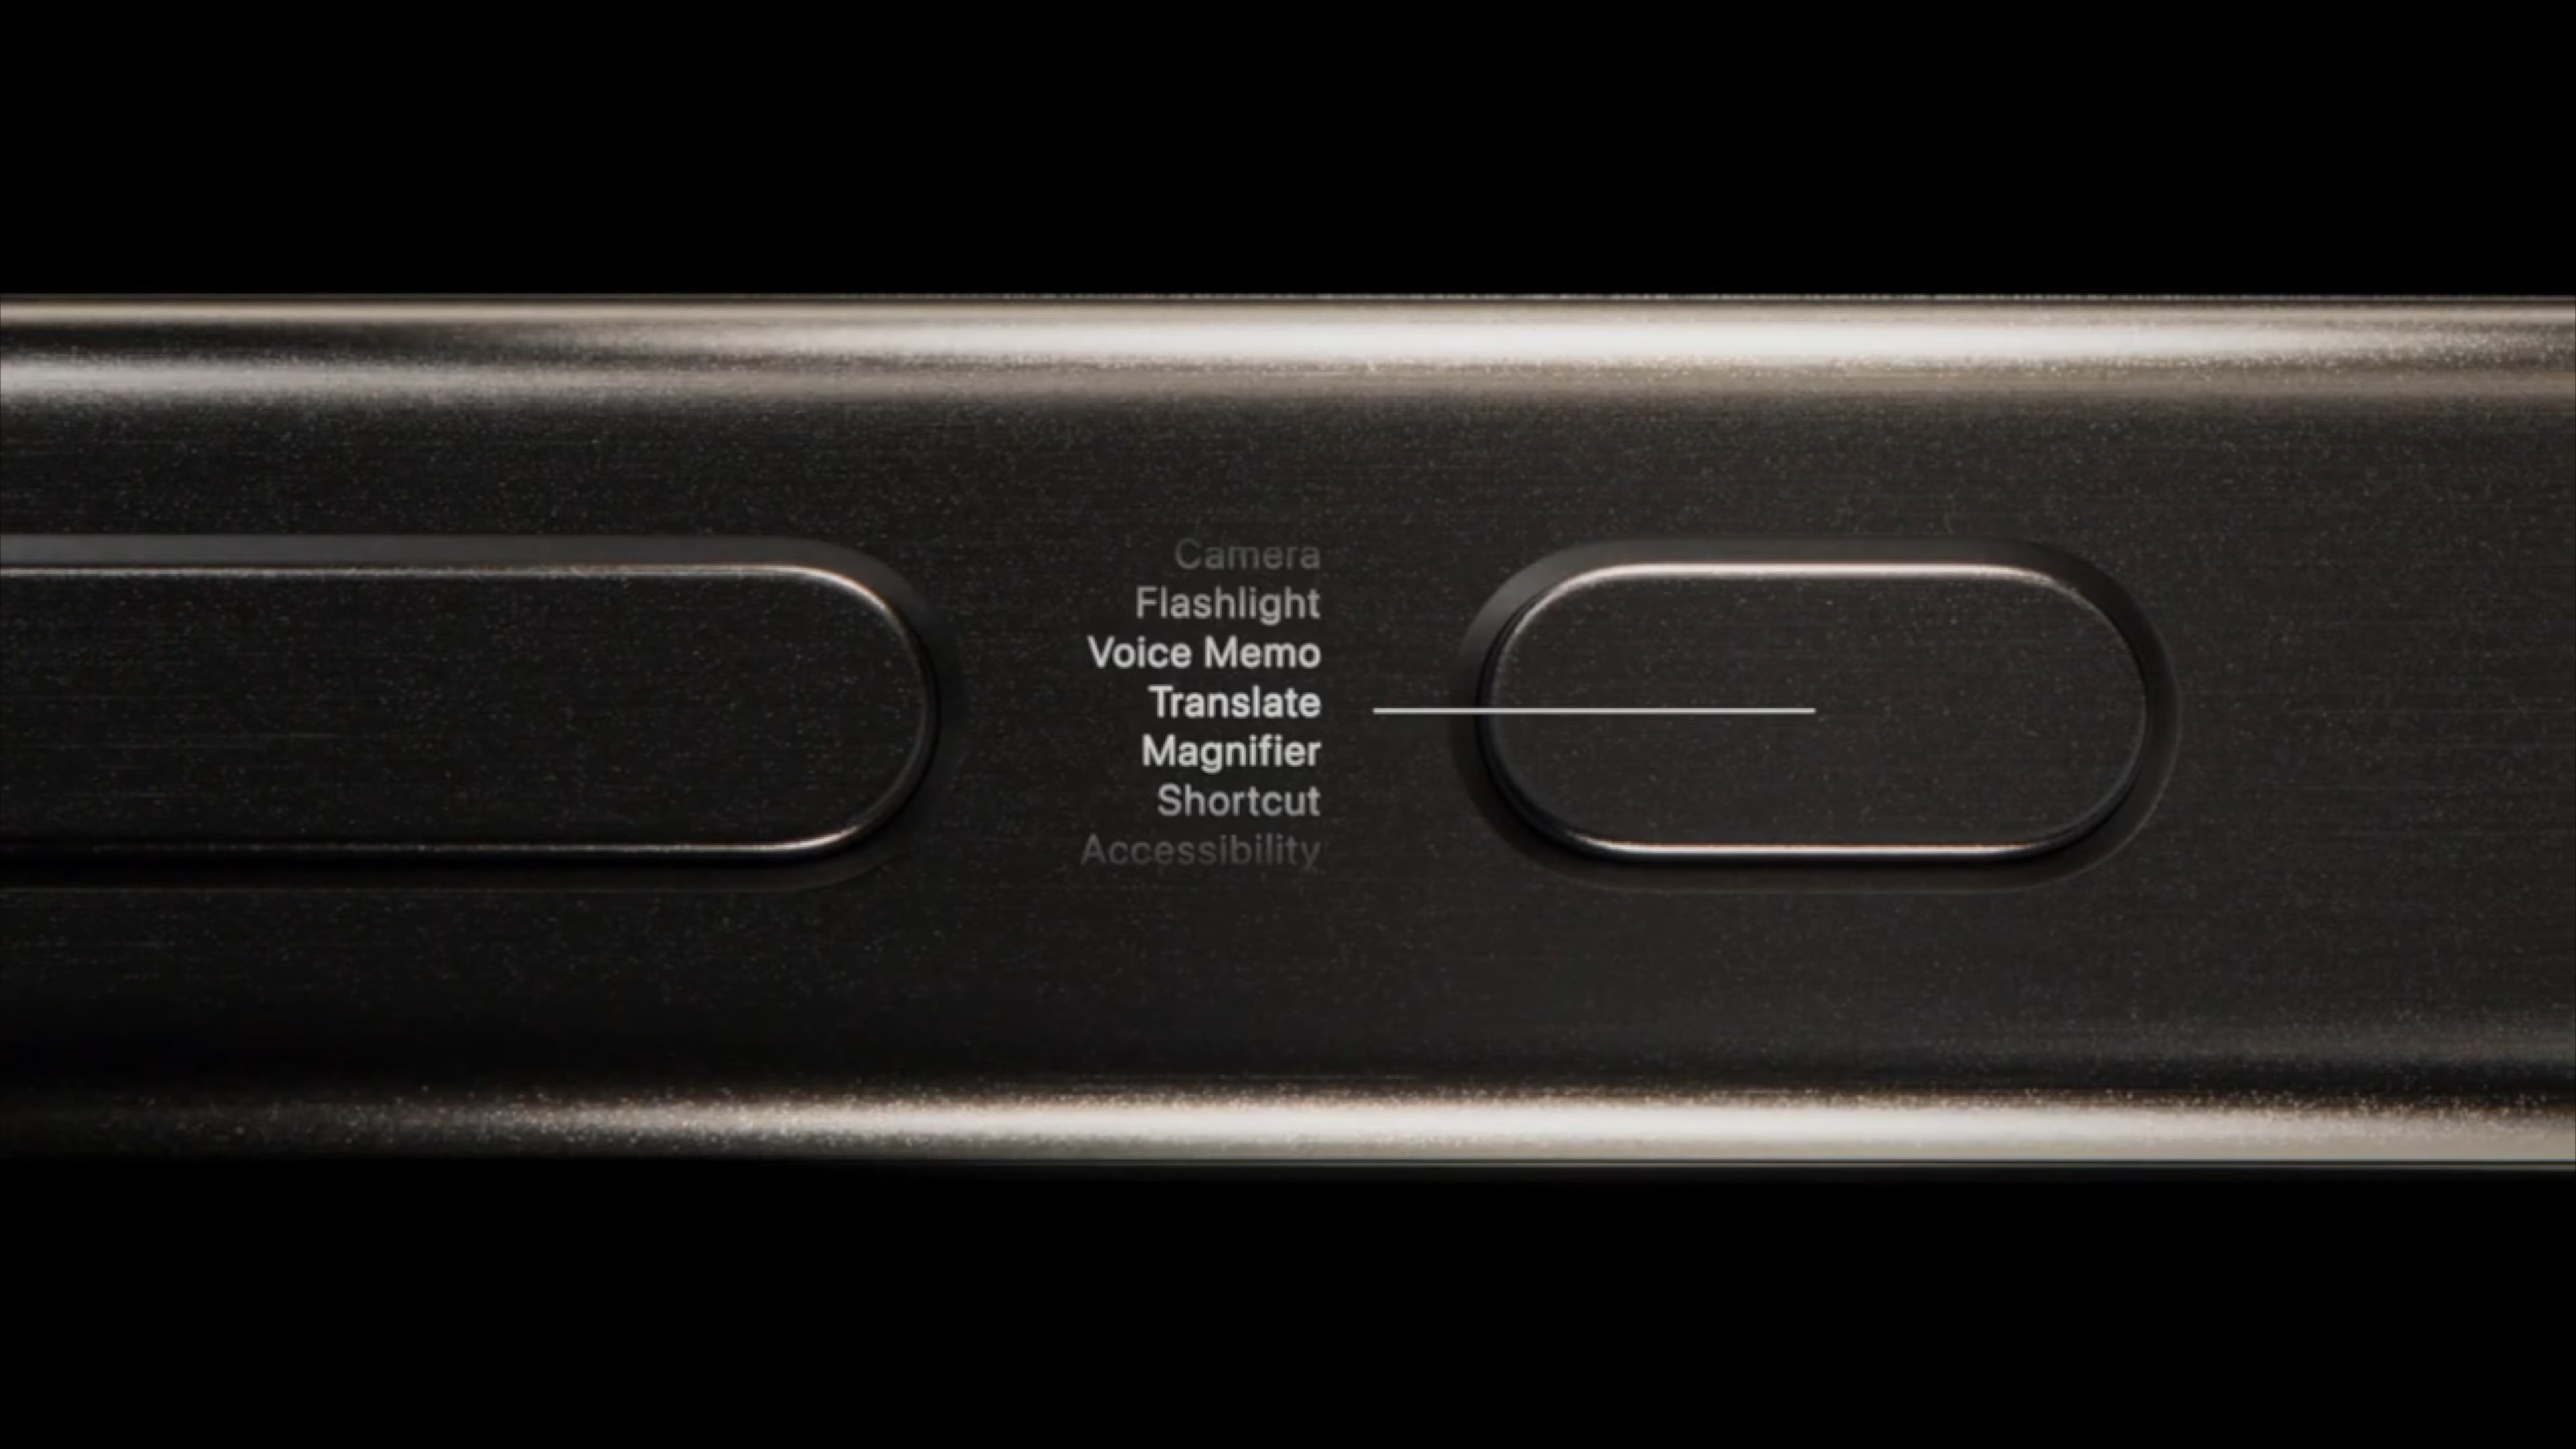 Camera
Flashlight
Voice Memo
Translate
Magnifier
Shortcut
Accessibility